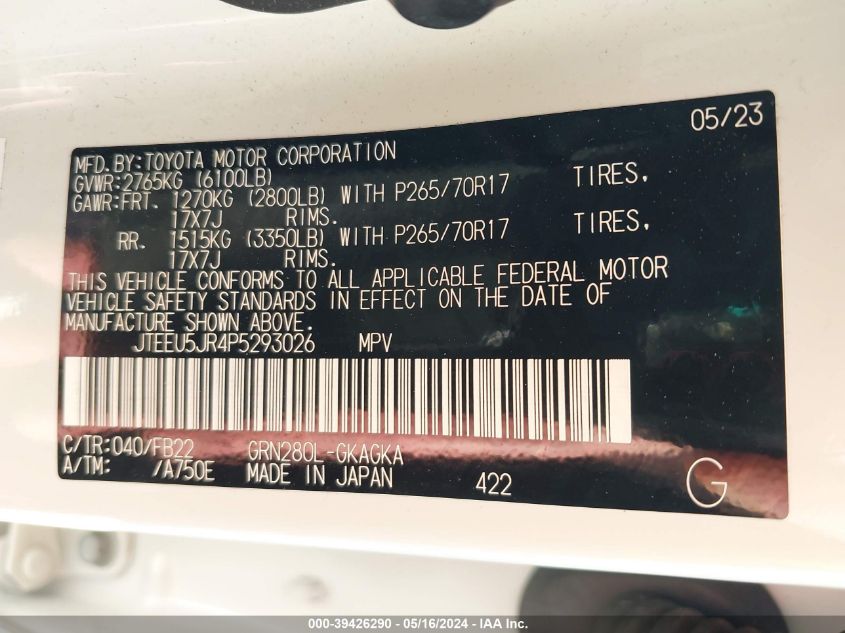 05/23
MFD. BY: TOYOTA MOTOR CORPORATION
GVWR: 2765KG (6100LB)
GAWR: FRT. 1270KG (2800LB) WITH P265/70R17 TIRES,
17X7J RIMS.
RR. 1515KG (3350LB) WITH P265/70R17 TIRES,
17X7J RIMS.
THIS VEHICLE CONFORMS TO ALL APPLICABLE FEDERAL MOTOR
VEHICLE SAFETY STANDARDS IN EFFECT ON THE DATE OF
MANUFACTURE SHOWN ABOVE.
JTEEU5JR4P5293026 MPV
C/TR: 040/FB22 GRN280L-GKAGKA
A/TM: /A750E MADE IN JAPAN 422 G
000-39426290 - 05/16/2024 - IAA Inc.